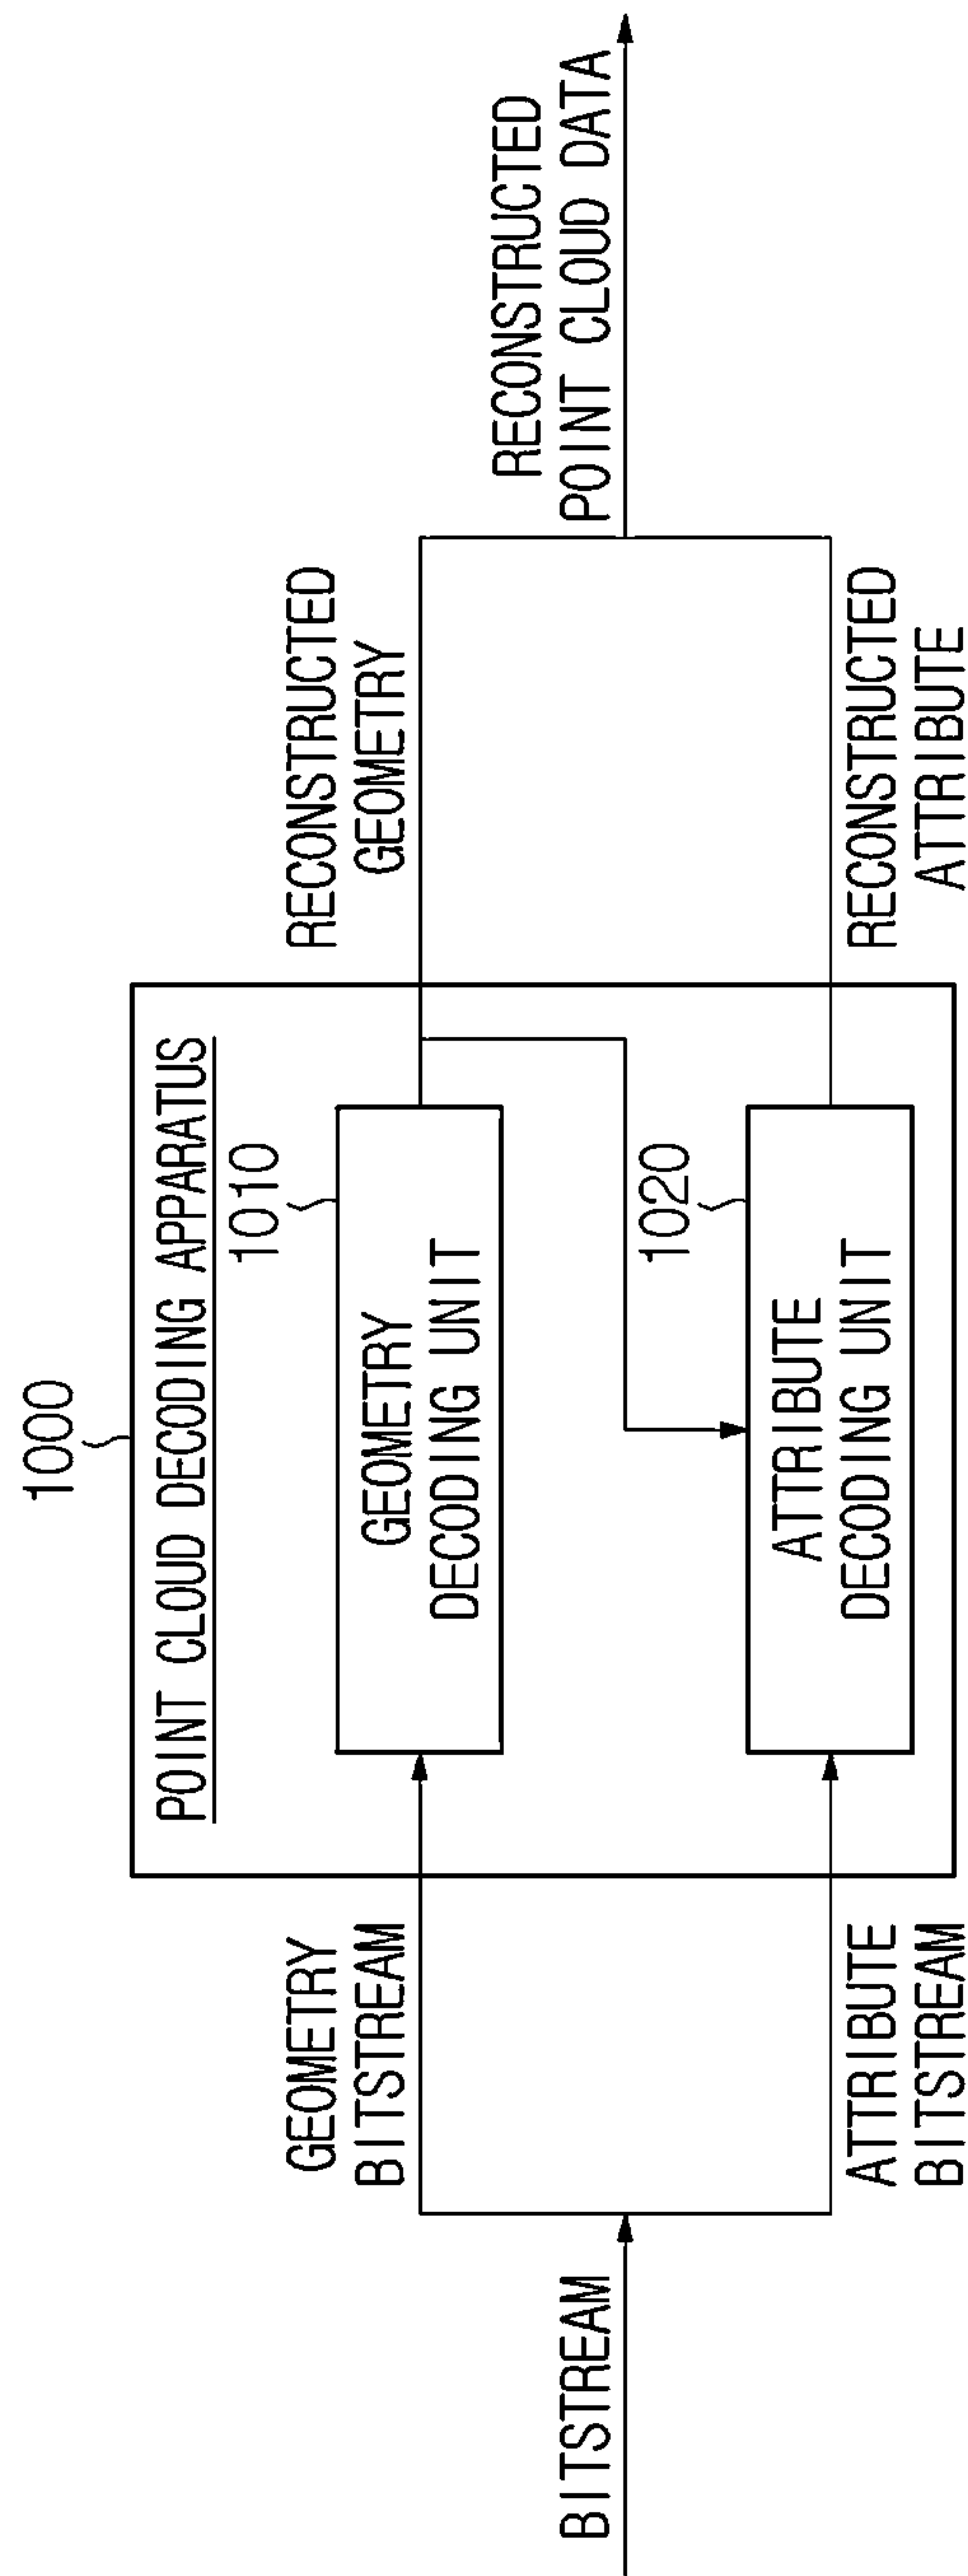 1000
POINT CLOUD DECODING APPARATUS
1010
GEOMETRY
BITSTREAM
GEOMETRY
DECODING UNIT
RECONSTRUCTED
GEOMETRY
BITSTREAM
RECONSTRUCTED
POINT CLOUD DATA
1020
ATTRIBUTE
BITSTREAM
ATTRIBUTE
DECODING UNIT
RECONSTRUCTED
ATTRIBUTE